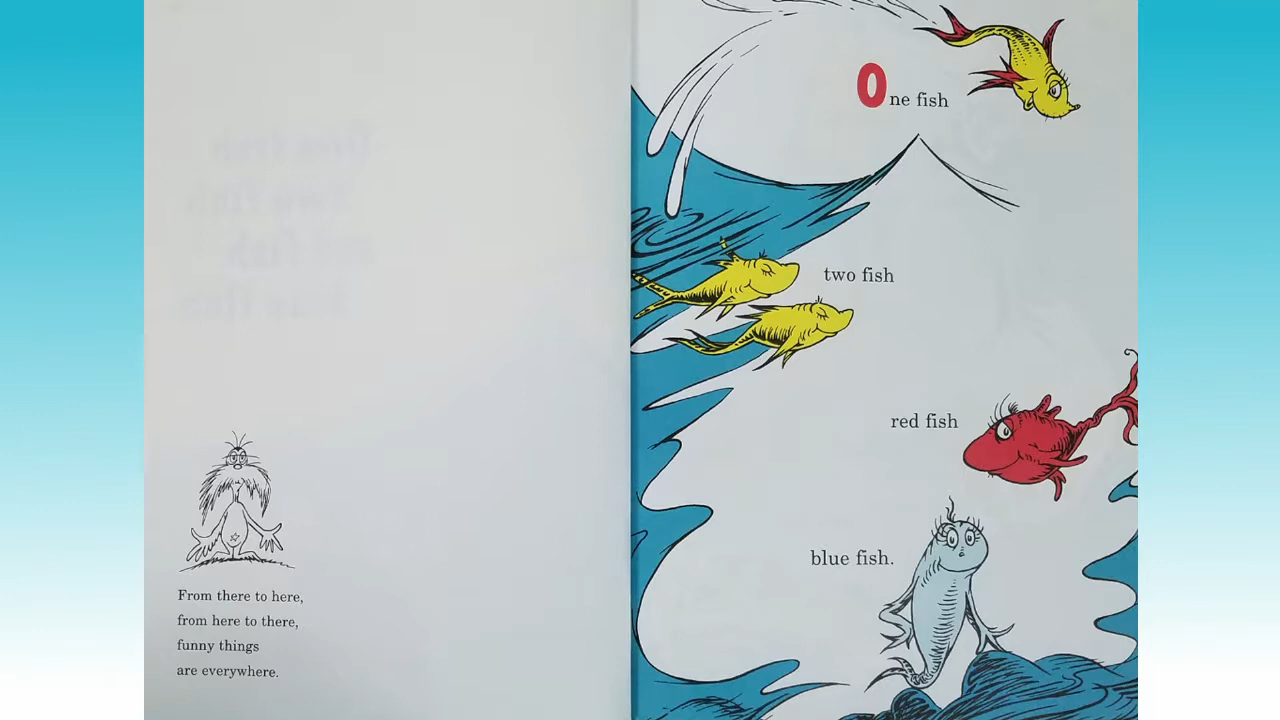 From there to here,
from here to there,
funny things
are everywhere.
One fish
two fish
red fish
blue fish.